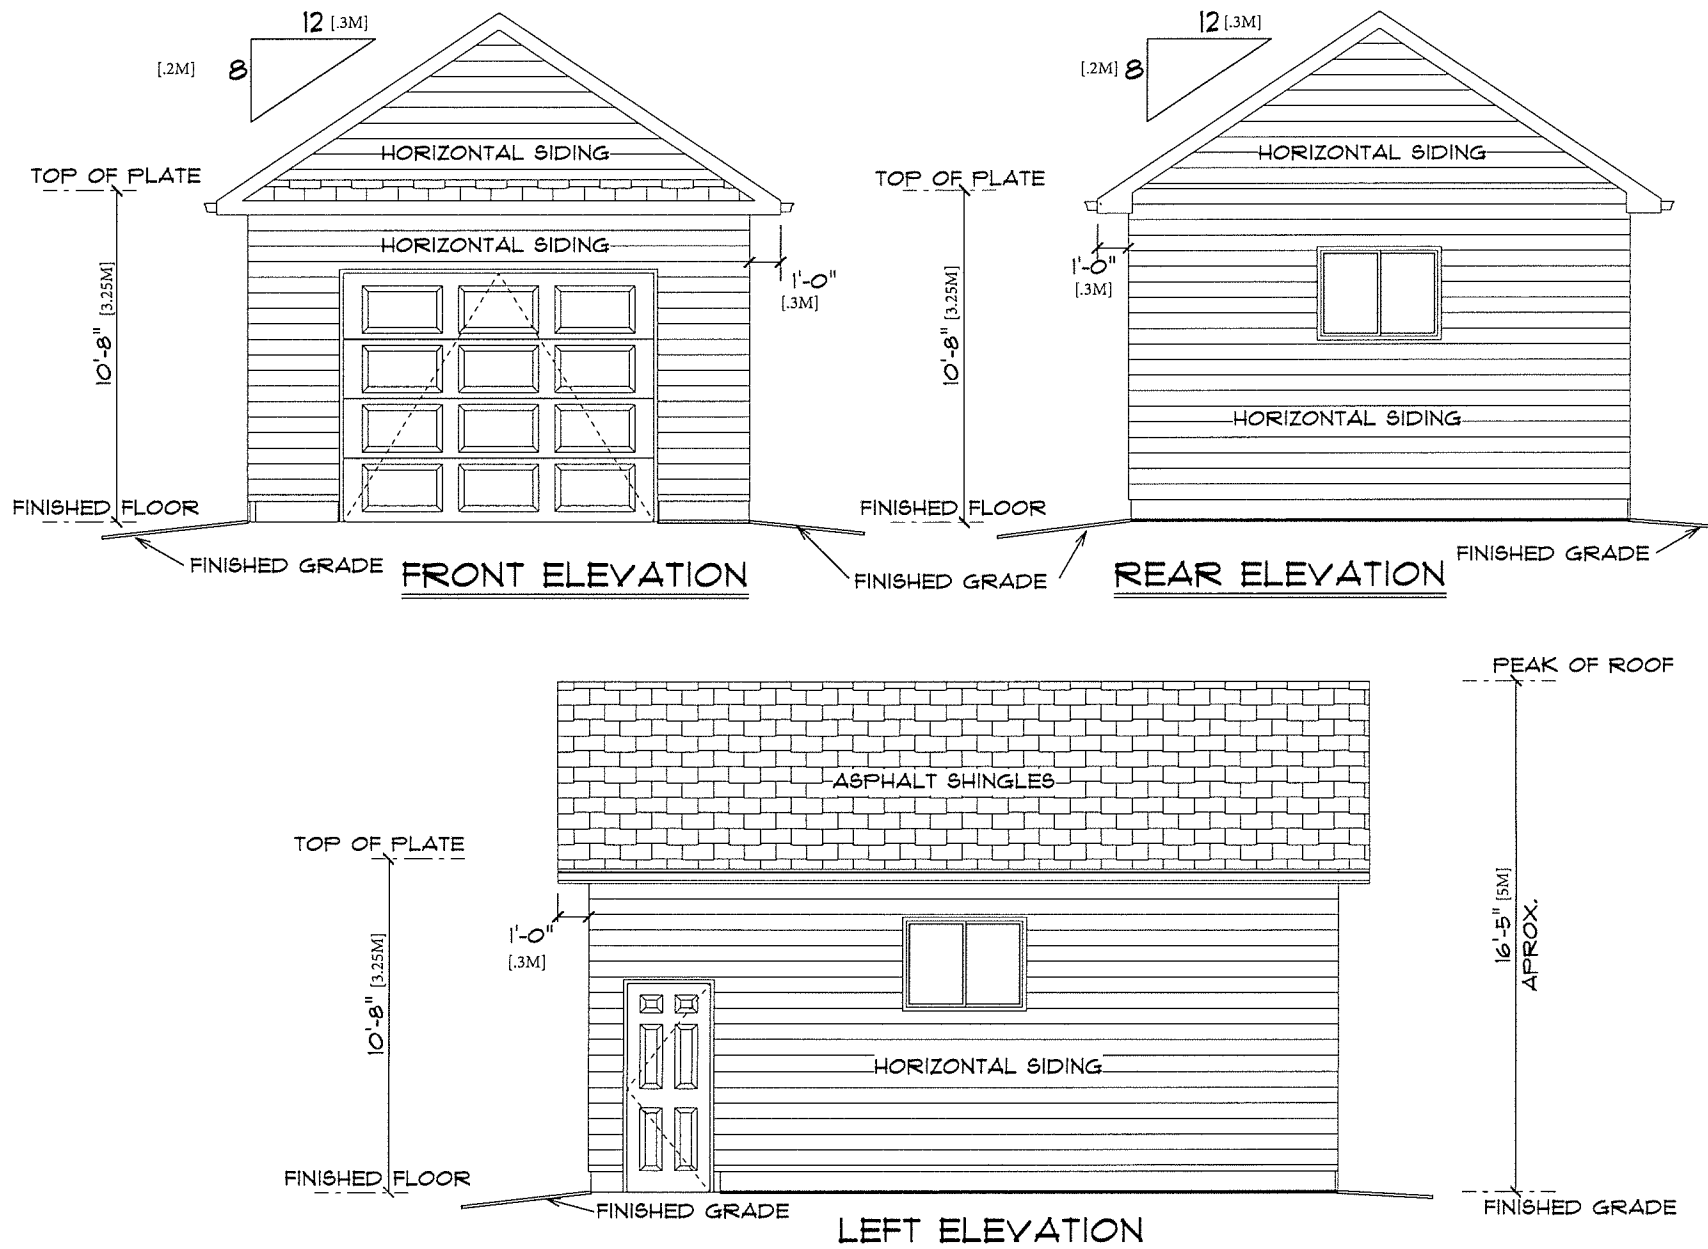 12 [.3M]
[.2M] 8
HORIZONTAL SIDING
TOP OF PLATE
HORIZONTAL SIDING
1'-0"
[.3M]
10'-8" [3.25M]
FINISHED FLOOR
FINISHED GRADE
FRONT ELEVATION
FINISHED GRADE
12 [.3M]
[.2M] 8
HORIZONTAL SIDING
TOP OF PLATE
1'-0"
[.3M]
10'-8" [3.25M]
HORIZONTAL SIDING
FINISHED FLOOR
REAR ELEVATION
FINISHED GRADE
PEAK OF ROOF
ASPHALT SHINGLES
TOP OF PLATE
1'-0"
[.3M]
10'-8" [3.25M]
16'-5" [5M]
APROX.
HORIZONTAL SIDING
FINISHED FLOOR
FINISHED GRADE
FINISHED GRADE
LEFT ELEVATION